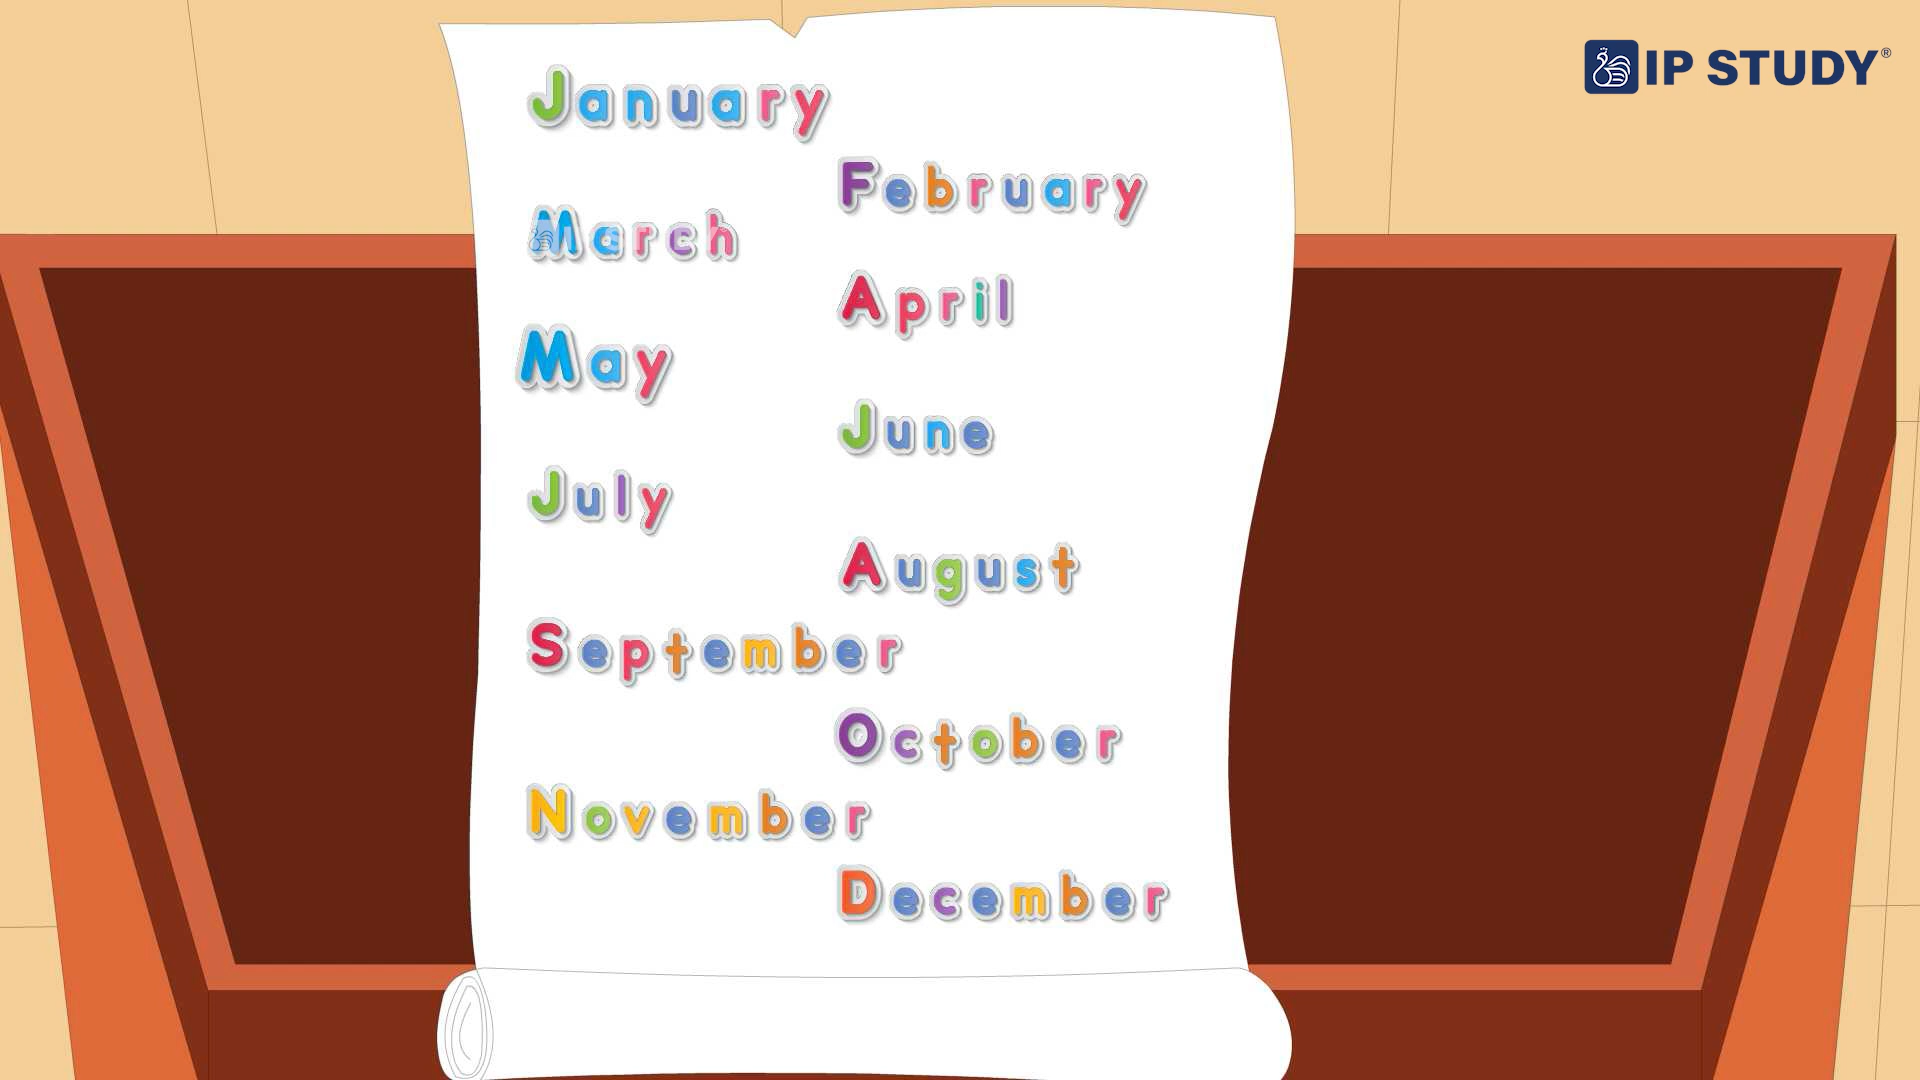 IP STUDY®
January
February
March
April
May
June
July
August
September
October
November
December